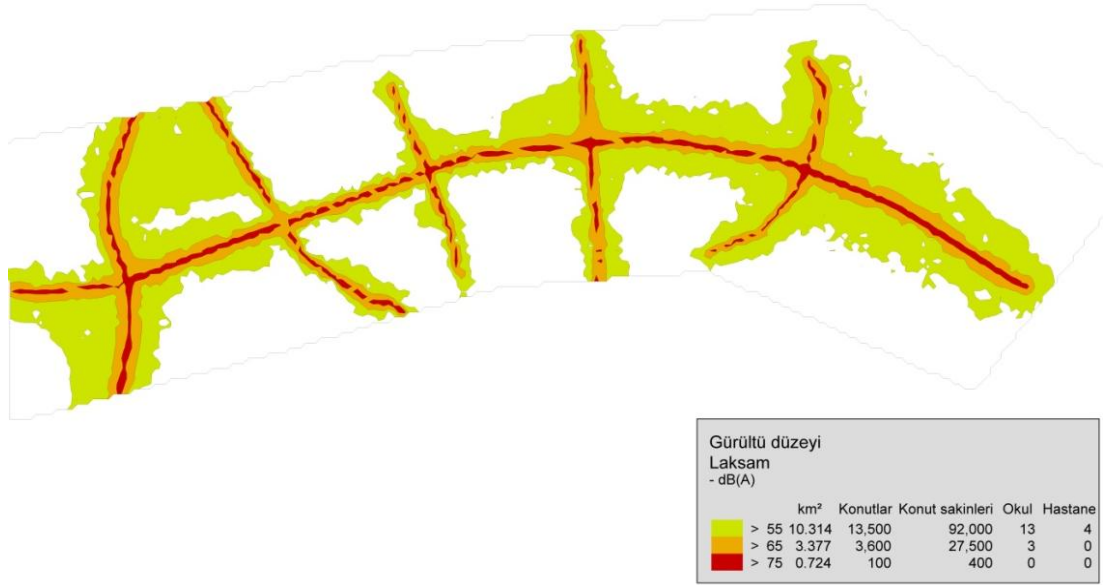 Gürültü düzeyi
Laksam
- dB(A)
km² Konutlar Konut sakinleri Okul Hastane
> 55 10.314 13,500 92,000 13 4
> 65 3.377 3,600 27,500 3 0
> 75 0.724 100 400 0 0